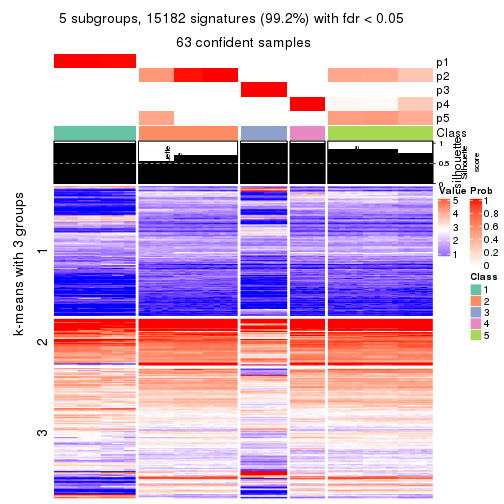 5 subgroups, 15182 signatures (99.2%) with fdr < 0.05
63 confident samples
p1
p2
p3
p4
p5
Class
1
0.5
0
silhouette
Silhouette
score
k-means with 3 groups
1
2
3
Value
5
4
3
2
1
Prob
1
0.8
0.6
0.4
0.2
0
Class
1
2
3
4
5